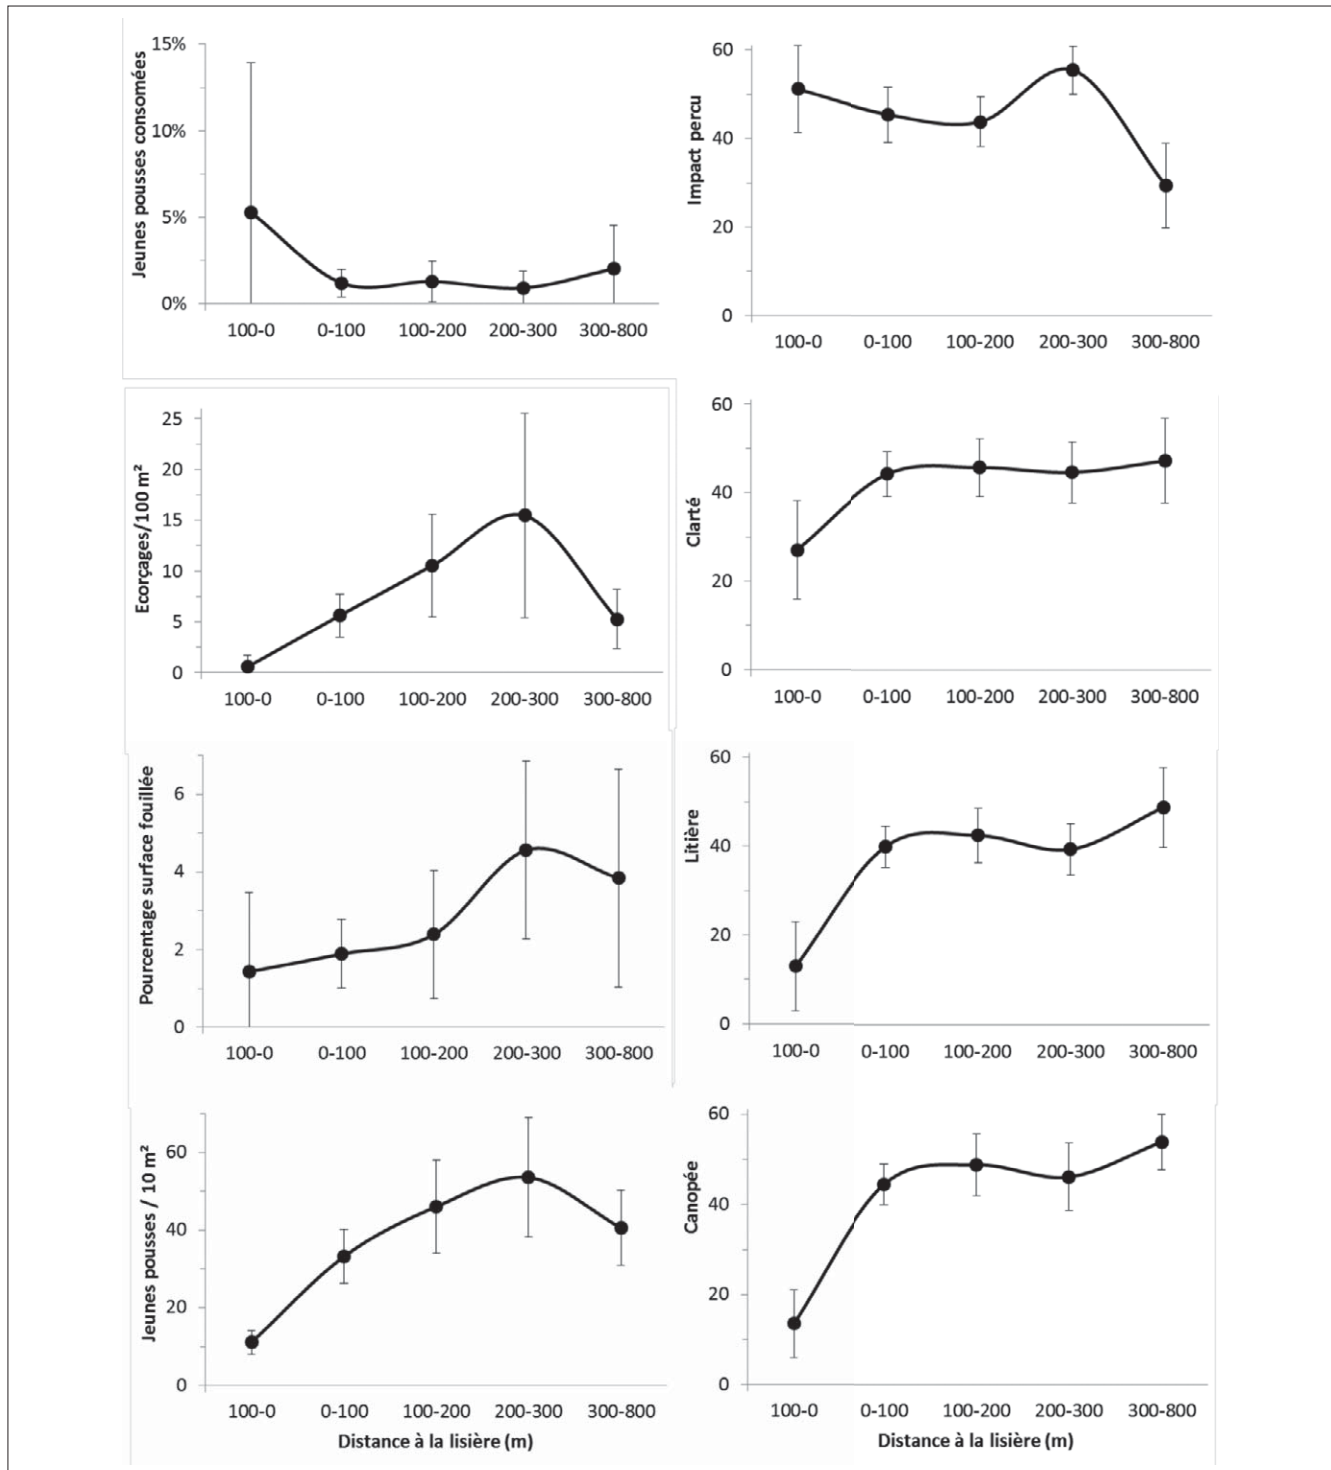 Jeunes pousses consomées
15%
10%
5%
0%
100-0 0-100 100-200 200-300 300-800
Impact percu
60
40
20
0
100-0 0-100 100-200 200-300 300-800
Ecorçages/100 m²
25
20
15
10
5
0
100-0 0-100 100-200 200-300 300-800
Clarté
60
40
20
0
100-0 0-100 100-200 200-300 300-800
Pourcentage surface fouillée
6
4
2
0
100-0 0-100 100-200 200-300 300-800
Litière
60
40
20
0
100-0 0-100 100-200 200-300 300-800
Jeunes pousses / 10 m²
60
40
20
0
100-0 0-100 100-200 200-300 300-800
Distance à la lisière (m)
Canopée
60
40
20
0
100-0 0-100 100-200 200-300 300-800
Distance à la lisière (m)